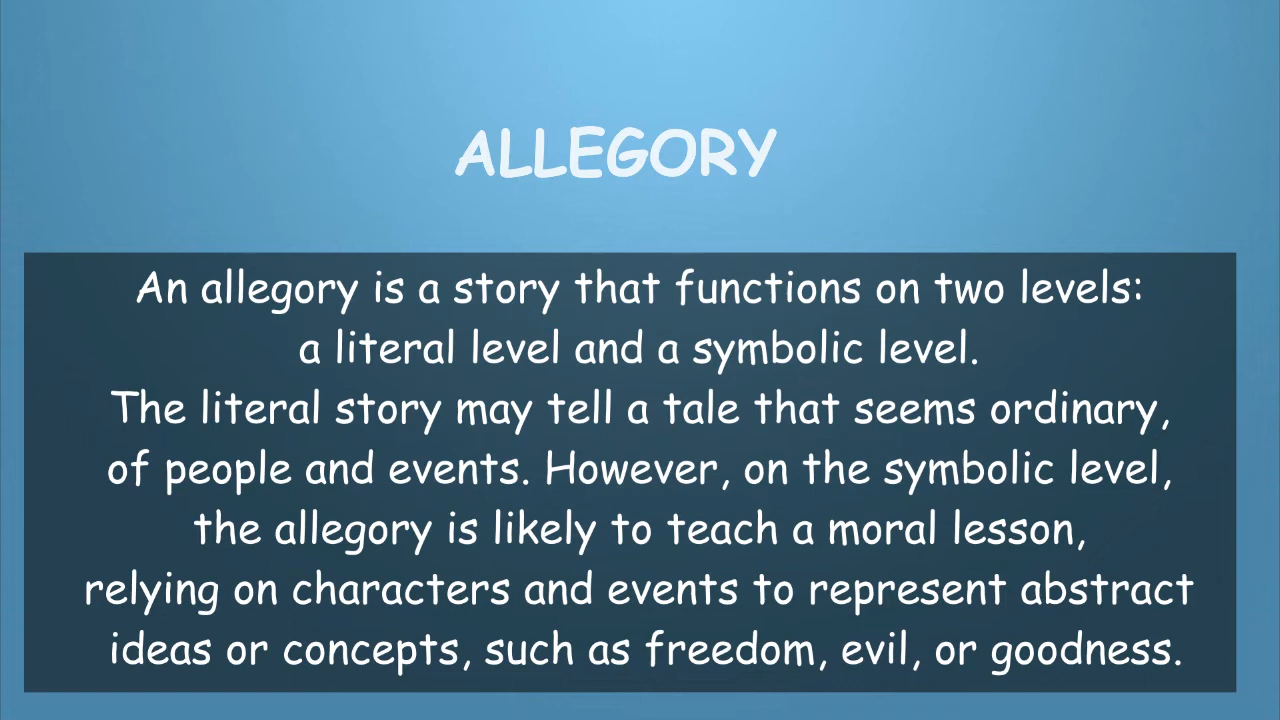 ALLEGORY
An allegory is a story that functions on two levels:
a literal level and a symbolic level.
The literal story may tell a tale that seems ordinary,
of people and events. However, on the symbolic level,
the allegory is likely to teach a moral lesson,
relying on characters and events to represent abstract
ideas or concepts, such as freedom, evil, or goodness.